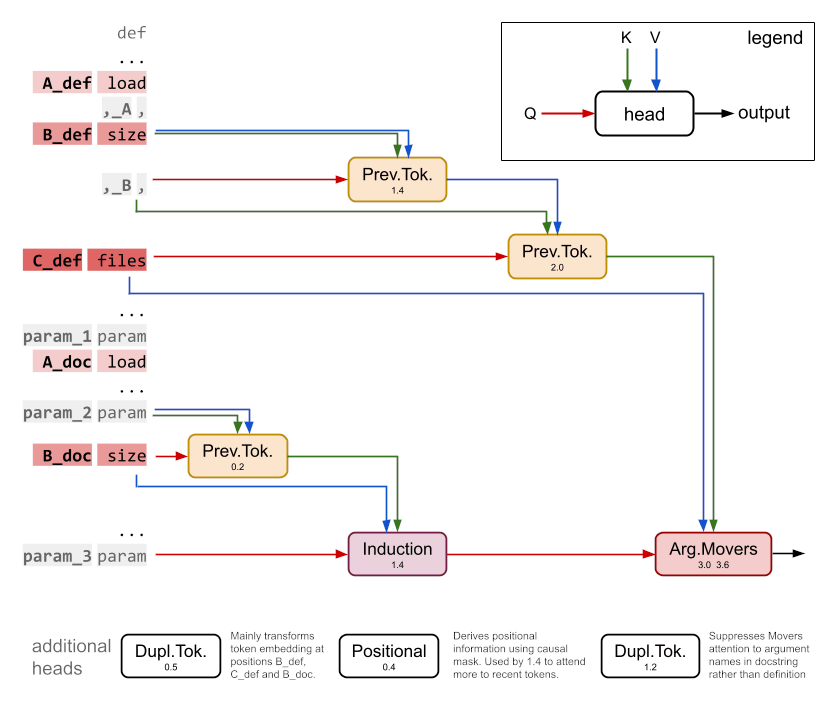 def
...
A_def load
,_A ,
B_def size
,_B ,
C_def files
...
param_1 param
A_doc load
...
param_2 param
B_doc size
...
param_3 param
legend
K V
Q
head
output
Prev.Tok.
1.4
Prev.Tok.
2.0
Prev.Tok.
0.2
Induction
1.4
Arg.Movers
3.0 3.6
additional
heads
Dupl.Tok.
0.5
Mainly transforms
token embedding at
positions B_def,
C_def and B_doc.
Positional
0.4
Derives positional
information using causal
mask. Used by 1.4 to attend
more to recent tokens.
Dupl.Tok.
1.2
Suppresses Movers
attention to argument
names in docstring
rather than definition